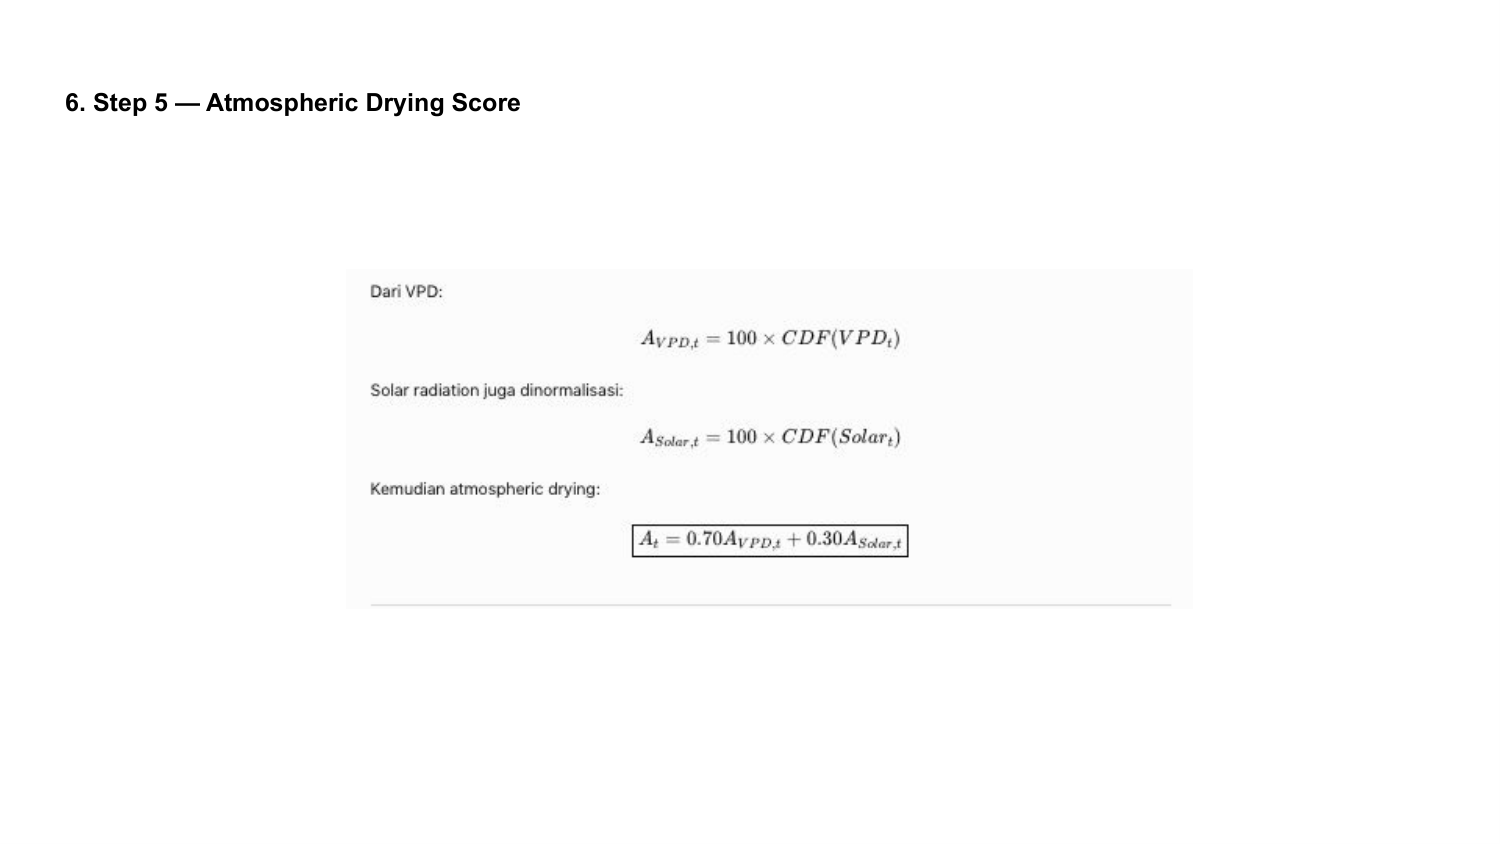 6. Step 5 — Atmospheric Drying Score
Dari VPD:
A_{VPD,t} = 100 × CDF(VPD_t)
Solar radiation juga dinormalisasi:
A_{Solar,t} = 100 × CDF(Solar_t)
Kemudian atmospheric drying:
A_t = 0.70A_{VPD,t} + 0.30A_{Solar,t}